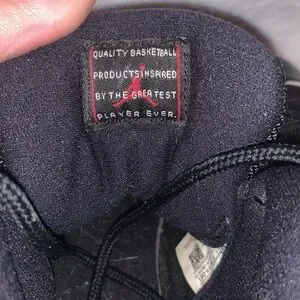 QUALITY BASKETBALL
PRODUCTS INSPIRED
BY THE GREATEST
PLAYER EVER.